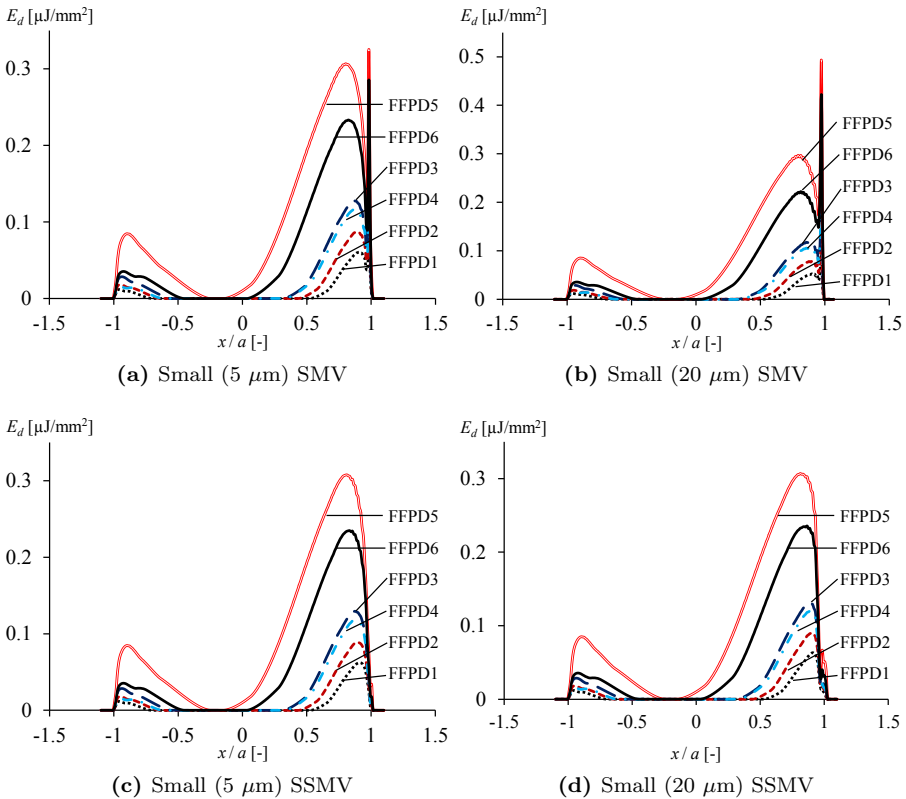 E_d [µJ/mm²]
0.3
0.2
0.1
0
-1.5
-1
-0.5
0
0.5
1
1.5
x / a [-]
FFPD5
FFPD6
FFPD3
FFPD4
FFPD2
FFPD1
(a) Small (5 µm) SMV
E_d [µJ/mm²]
0.5
0.4
0.3
0.2
0.1
0.0
-1.5
-1
-0.5
0
0.5
1
1.5
x / a [-]
FFPD5
FFPD6
FFPD3
FFPD4
FFPD2
FFPD1
(b) Small (20 µm) SMV
E_d [µJ/mm²]
0.3
0.2
0.1
0
-1.5
-1
-0.5
0
0.5
1
1.5
x / a [-]
FFPD5
FFPD6
FFPD3
FFPD4
FFPD2
FFPD1
(c) Small (5 µm) SSMV
E_d [µJ/mm²]
0.3
0.2
0.1
0
-1.5
-1
-0.5
0
0.5
1
1.5
x / a [-]
FFPD5
FFPD6
FFPD3
FFPD4
FFPD2
FFPD1
(d) Small (20 µm) SSMV